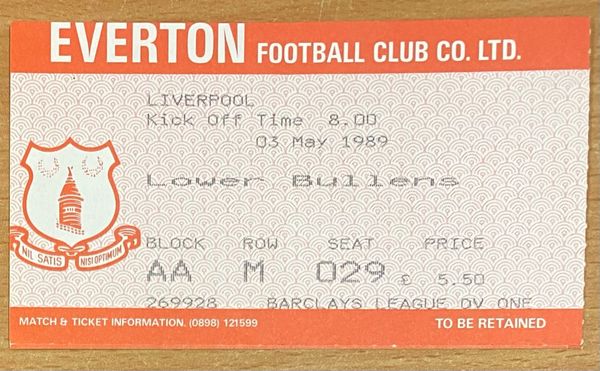 EVERTON FOOTBALL CLUB CO. LTD.
LIVERPOOL
Kick Off Time 8.00
03 May 1989
Lower Bullens
NIL SATIS NISI OPTIMUM
BLOCK ROW SEAT PRICE
AA M 029 £ 5.50
269928 BARCLAYS LEAGUE DV ONE
MATCH & TICKET INFORMATION. (0898) 121599
TO BE RETAINED